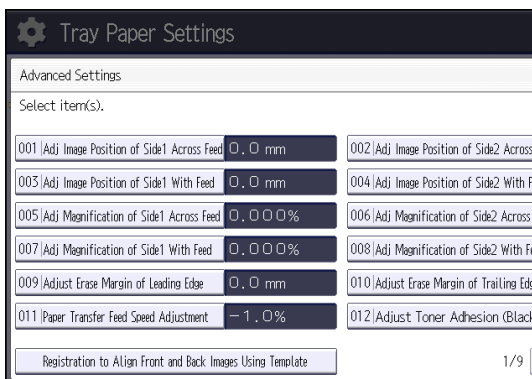 Tray Paper Settings
Advanced Settings
Select item(s).
001 Adj Image Position of Side1 Across Feed 0.0 mm 002 Adj Image Position of Side2 Across
003 Adj Image Position of Side1 With Feed 0.0 mm 004 Adj Image Position of Side2 With
005 Adj Magnification of Side1 Across Feed 0.000% 006 Adj Magnification of Side2 Across
007 Adj Magnification of Side1 With Feed 0.000% 008 Adj Magnification of Side2 With
009 Adjust Erase Margin of Leading Edge 0.0 mm 010 Adjust Erase Margin of Trailing
011 Paper Transfer Feed Speed Adjustment -1.0% 012 Adjust Toner Adhesion
Registration to Align Front and Back Images Using Template 1/9